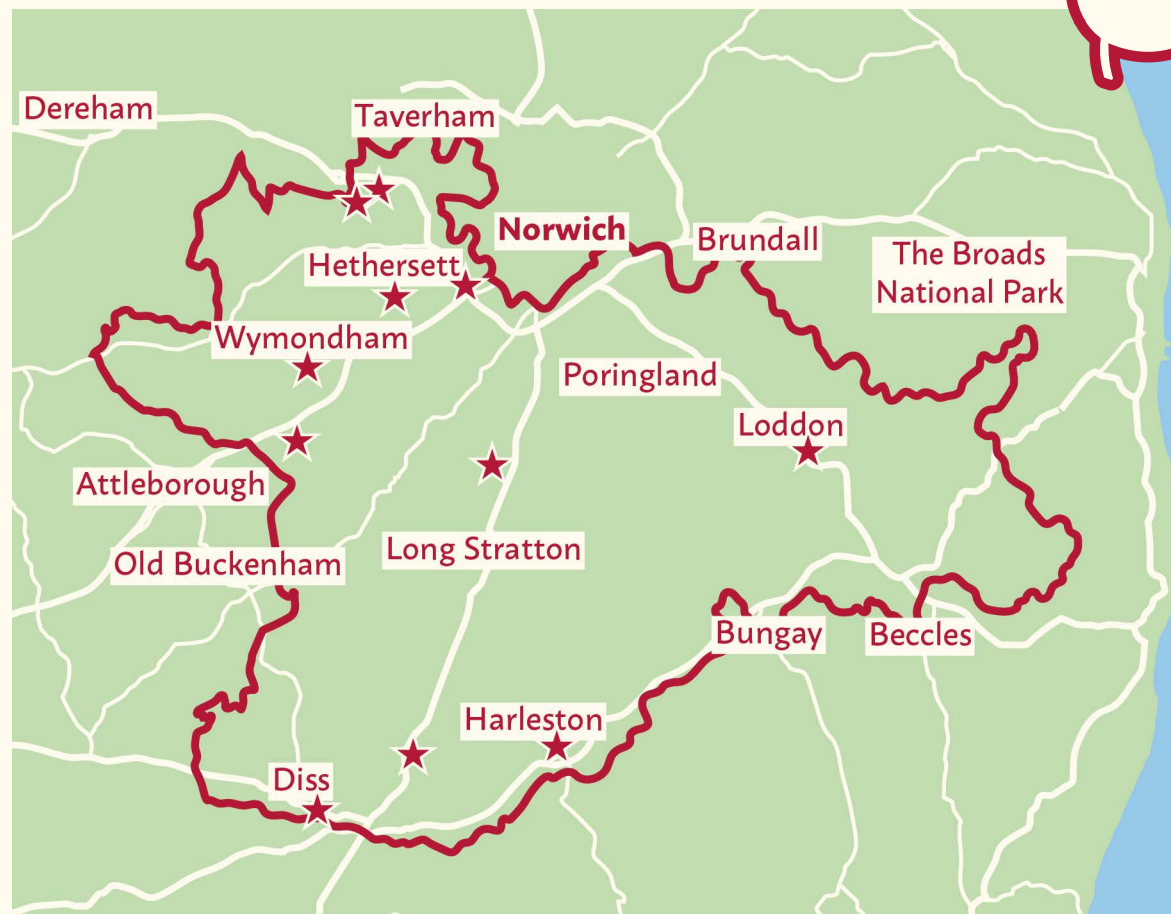 Dereham
Taverham
Norwich
Brundall
The Broads
National Park
Hethersett
Wymondham
Poringland
Loddon
Attleborough
Long Stratton
Old Buckenham
Bungay
Beccles
Harleston
Diss